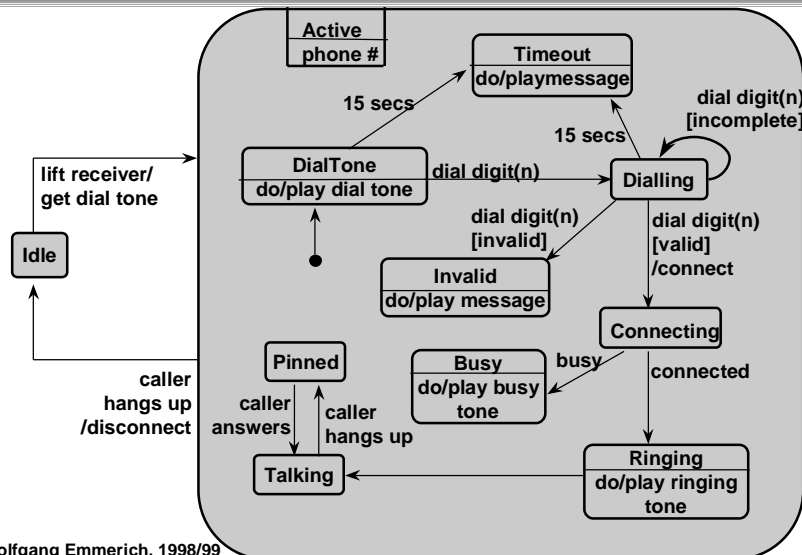 Active
phone #
Timeout
do/playmessage
15 secs
dial digit(n)
[incomplete]
15 secs
lift receiver/
get dial tone
DialTone
do/play dial tone
dial digit(n)
Dialling
Idle
dial digit(n)
[invalid]
dial digit(n)
[valid]
/connect
Invalid
do/play message
Connecting
Pinned
Busy
do/play busy
tone
busy
connected
caller
hangs up
/disconnect
caller
answers
caller
hangs up
Talking
Ringing
do/play ringing
tone
olfgang Emmerich, 1998/99